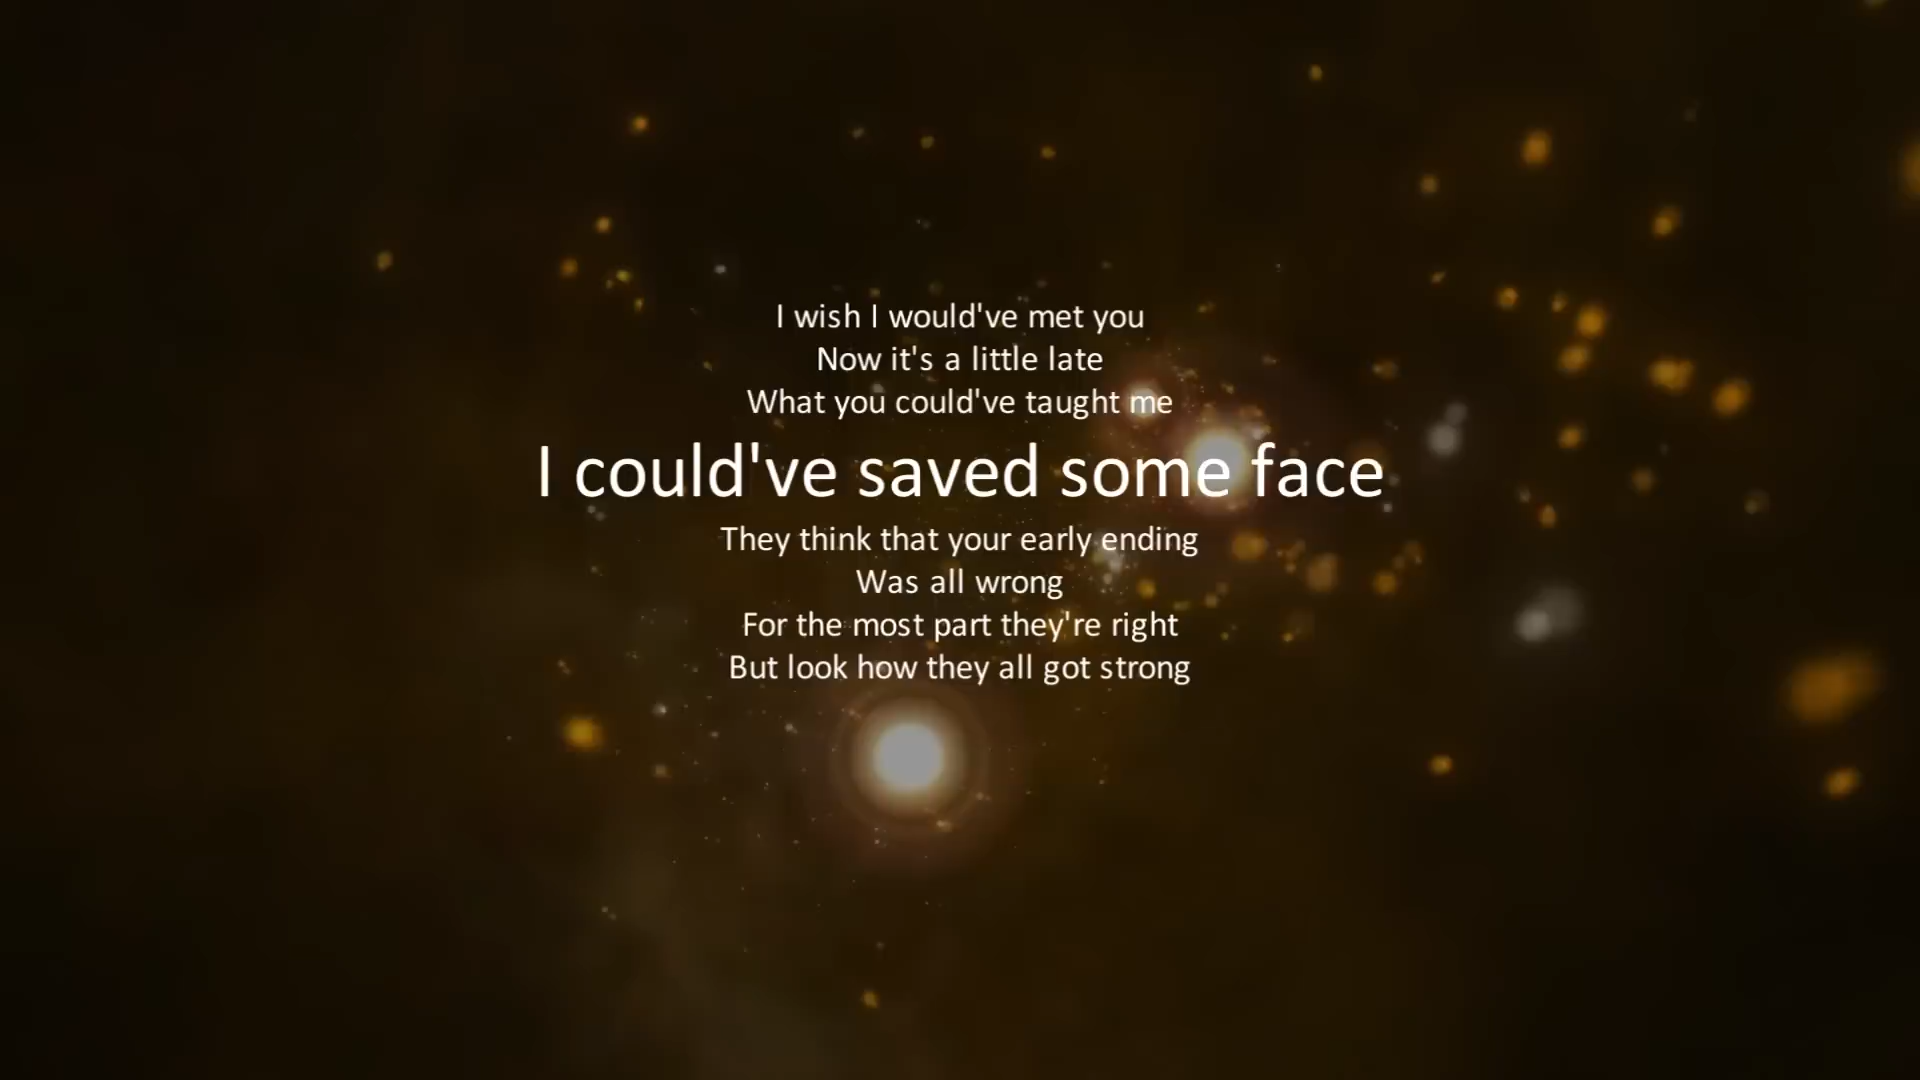 I wish I would've met you
Now it's a little late
What you could've taught me
I could've saved some face
They think that your early ending
Was all wrong
For the most part they're right
But look how they all got strong